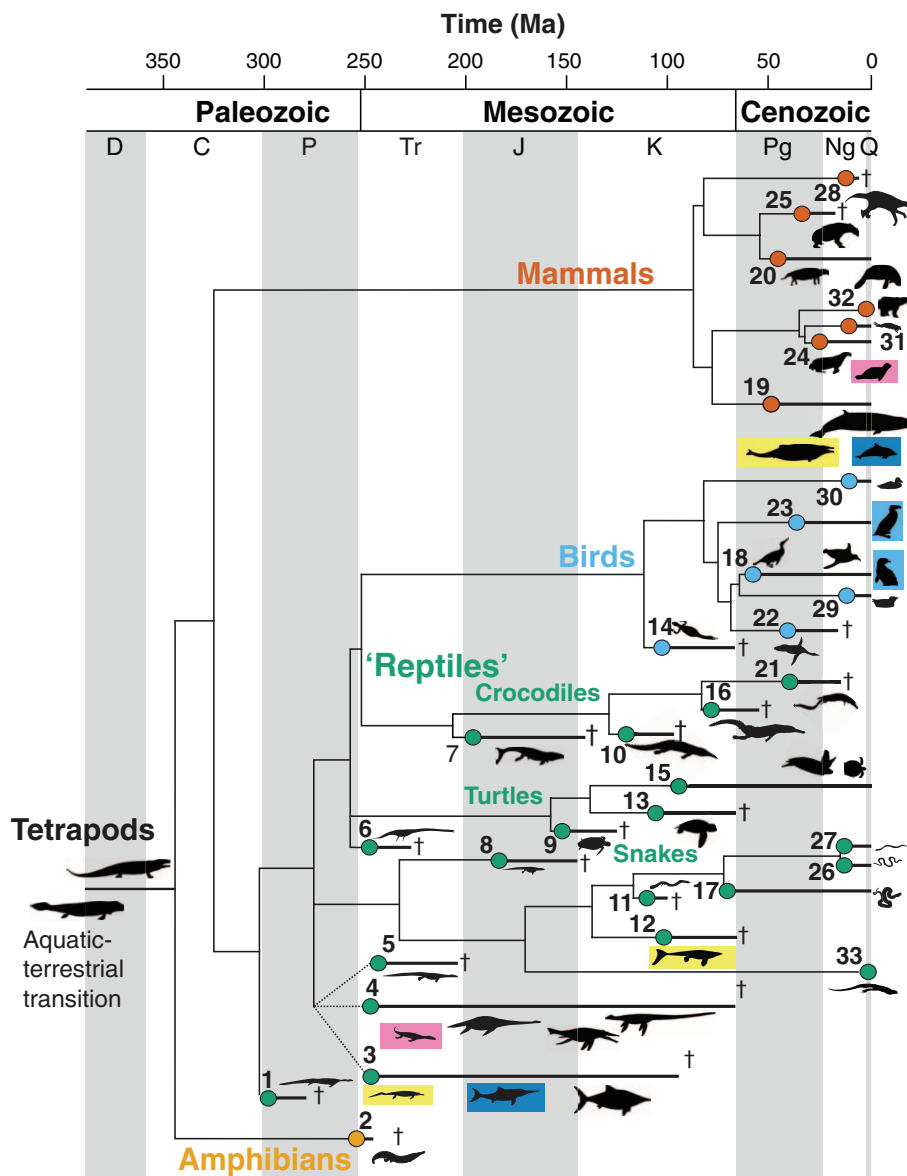 Time (Ma)
350 300 250 200 150 100 50 0
Paleozoic Mesozoic Cenozoic
D C P Tr J K Pg Ng Q
28 †
25 †
20
Mammals
32
31
24
19
30
23
Birds
18
29
22 †
14 †
'Reptiles'
21 †
Crocodiles
16 †
7 †
10 †
15
Turtles
13 †
Tetrapods
6 †
9 †
8 †
Snakes
27
26
17
11 †
12 †
Aquatic-
terrestrial
transition
5 †
33
4 †
3 †
1 †
2 †
Amphibians